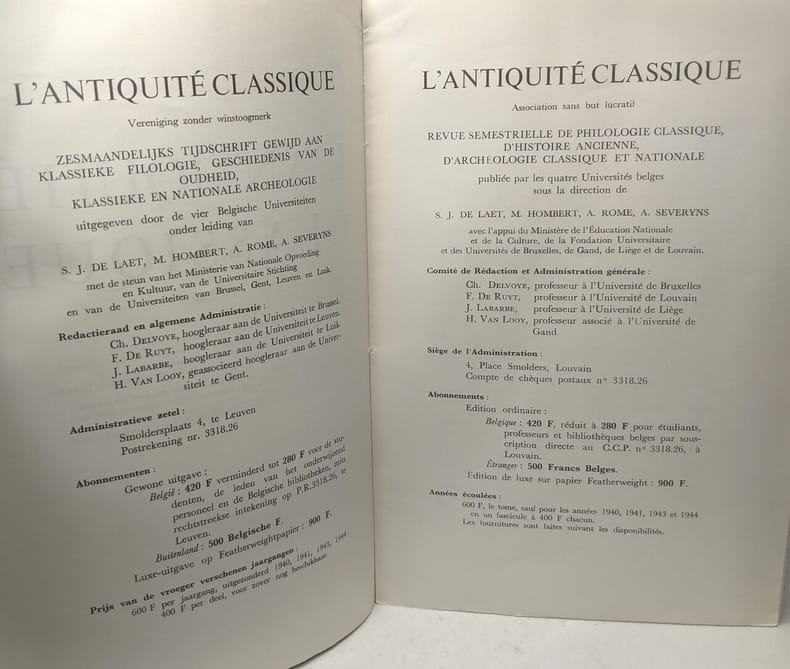 L'ANTIQUITÉ CLASSIQUE
Vereniging zonder winstoogmerk
ZESMAANDELIJKS TIJDSCHRIFT GEWIJD AAN
KLASSIEKE FILOLOGIE, GESCHIEDENIS VAN DE
OUDHEID,
KLASSIEKE EN NATIONALE ARCHEOLOGIE
uitgegeven door de vier Belgische Universiteiten
onder leiding van
S. J. DE LAET, M. HOMBERT, A. ROME, A. SEVERYNS
met de steun van het Ministerie van Nationale Opvoeding
en Kultuur, van de Universitaire Stichting
en van de Universiteiten van Brussel, Gent, Leuven en Luik.
Redactieraad en algemene Administratie :
Ch. DELVOYE, hoogleraar aan de Universiteit te Brussel.
F. DE RUYT, hoogleraar aan de Universiteit te Leuven.
J. LABARBE, hoogleraar aan de Universiteit te Luik.
H. VAN LOOY, geassocieerd hoogleraar aan de Univer-
siteit te Gent.
Administratieve zetel :
Smoldersplaats 4, te Leuven
Postrekening nr. 3318.26
Abonnementen :
Gewone uitgave :
België : 420 F verminderd tot 280 F voor de stu-
denten, de leden van het onderwijzend
personeel en de Belgische bibliotheken, mits
rechtstreekse intekening op P.R.3318.26, te
Leuven.
Buitenland : 500 Belgische F.
Luxe-uitgave op Featherweightpapier : 900 F.
Prijs van de vroeger verschenen jaargangen :
600 F per jaargang, uitgezonderd 1940, 1941, 1943, 1944 :
400 F per deel, voor zover nog beschikbaar.
L'ANTIQUITÉ CLASSIQUE
Association sans but lucratif
REVUE SEMESTRIELLE DE PHILOLOGIE CLASSIQUE,
D'HISTOIRE ANCIENNE,
D'ARCHÉOLOGIE CLASSIQUE ET NATIONALE
publiée par les quatre Universités belges
sous la direction de
S. J. DE LAET, M. HOMBERT, A. ROME, A. SEVERYNS
avec l'appui du Ministère de l'Éducation Nationale
et de la Culture, de la Fondation Universitaire
et des Universités de Bruxelles, de Gand, de Liége et de Louvain.
Comité de Rédaction et Administration générale :
Ch. DELVOYE, professeur à l'Université de Bruxelles
F. DE RUYT, professeur à l'Université de Louvain
J. LABARBE, professeur à l'Université de Liége
H. VAN LOOY, professeur associé à l'Université de
Gand
Siège de l'Administration :
4, Place Smolders, Louvain
Compte de chèques postaux n° 3318.26
Abonnements :
Edition ordinaire :
Belgique : 420 F, réduit à 280 F pour étudiants,
professeurs et bibliothèques belges par sous-
cription directe au C.C.P. n° 3318.26, à
Louvain.
Étranger : 500 Francs Belges.
Édition de luxe sur papier Featherweight : 900 F.
Années écoulées :
600 F, le tome, sauf pour les années 1940, 1941, 1943 et 1944
en un fascicule à 400 F chacun.
Les fournitures sont faites suivant les disponibilités.